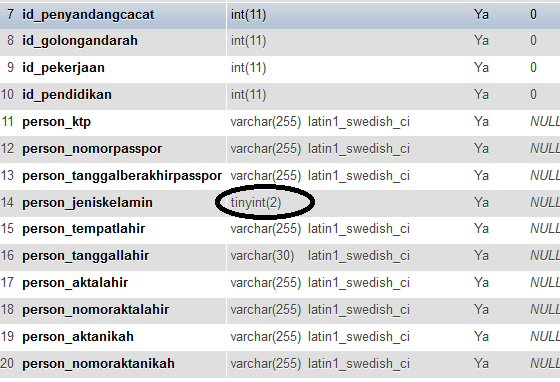 7 id_penyandangcacat int(11) Ya 0
8 id_golongandarah int(11) Ya 0
9 id_pekerjaan int(11) Ya 0
10 id_pendidikan int(11) Ya 0
11 person_ktp varchar(255) latin1_swedish_ci Ya NULL
12 person_nomorpasspor varchar(255) latin1_swedish_ci Ya NULL
13 person_tanggalberakhirpasspor varchar(255) latin1_swedish_ci Ya NULL
14 person_jeniskelamin tinyint(2) Ya NULL
15 person_tempatlahir varchar(255) latin1_swedish_ci Ya NULL
16 person_tanggallahir varchar(30) latin1_swedish_ci Ya NULL
17 person_aktalahir varchar(255) latin1_swedish_ci Ya NULL
18 person_nomoraktalahir varchar(255) latin1_swedish_ci Ya NULL
19 person_aktanikah varchar(255) latin1_swedish_ci Ya NULL
20 person_nomoraktanikah varchar(255) latin1_swedish_ci Ya NULL